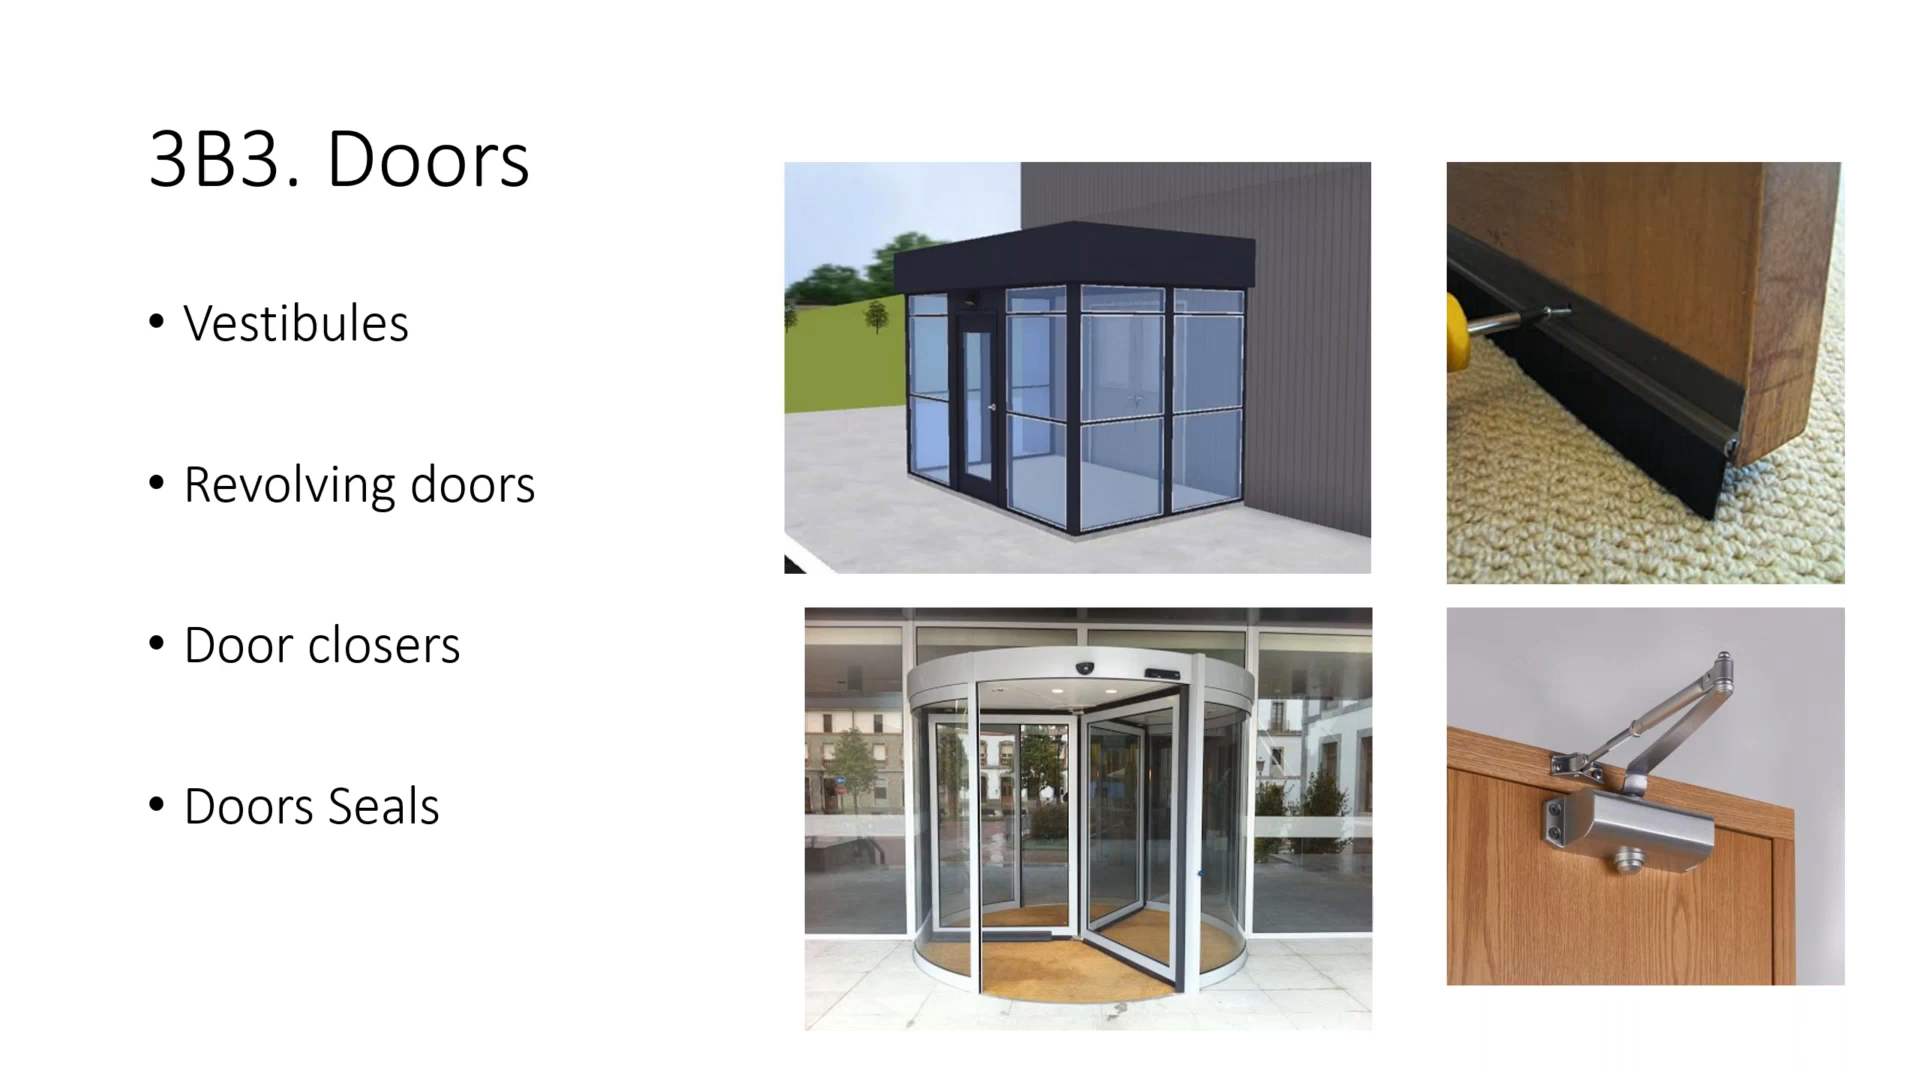 3B3. Doors
• Vestibules
• Revolving doors
• Door closers
• Doors Seals